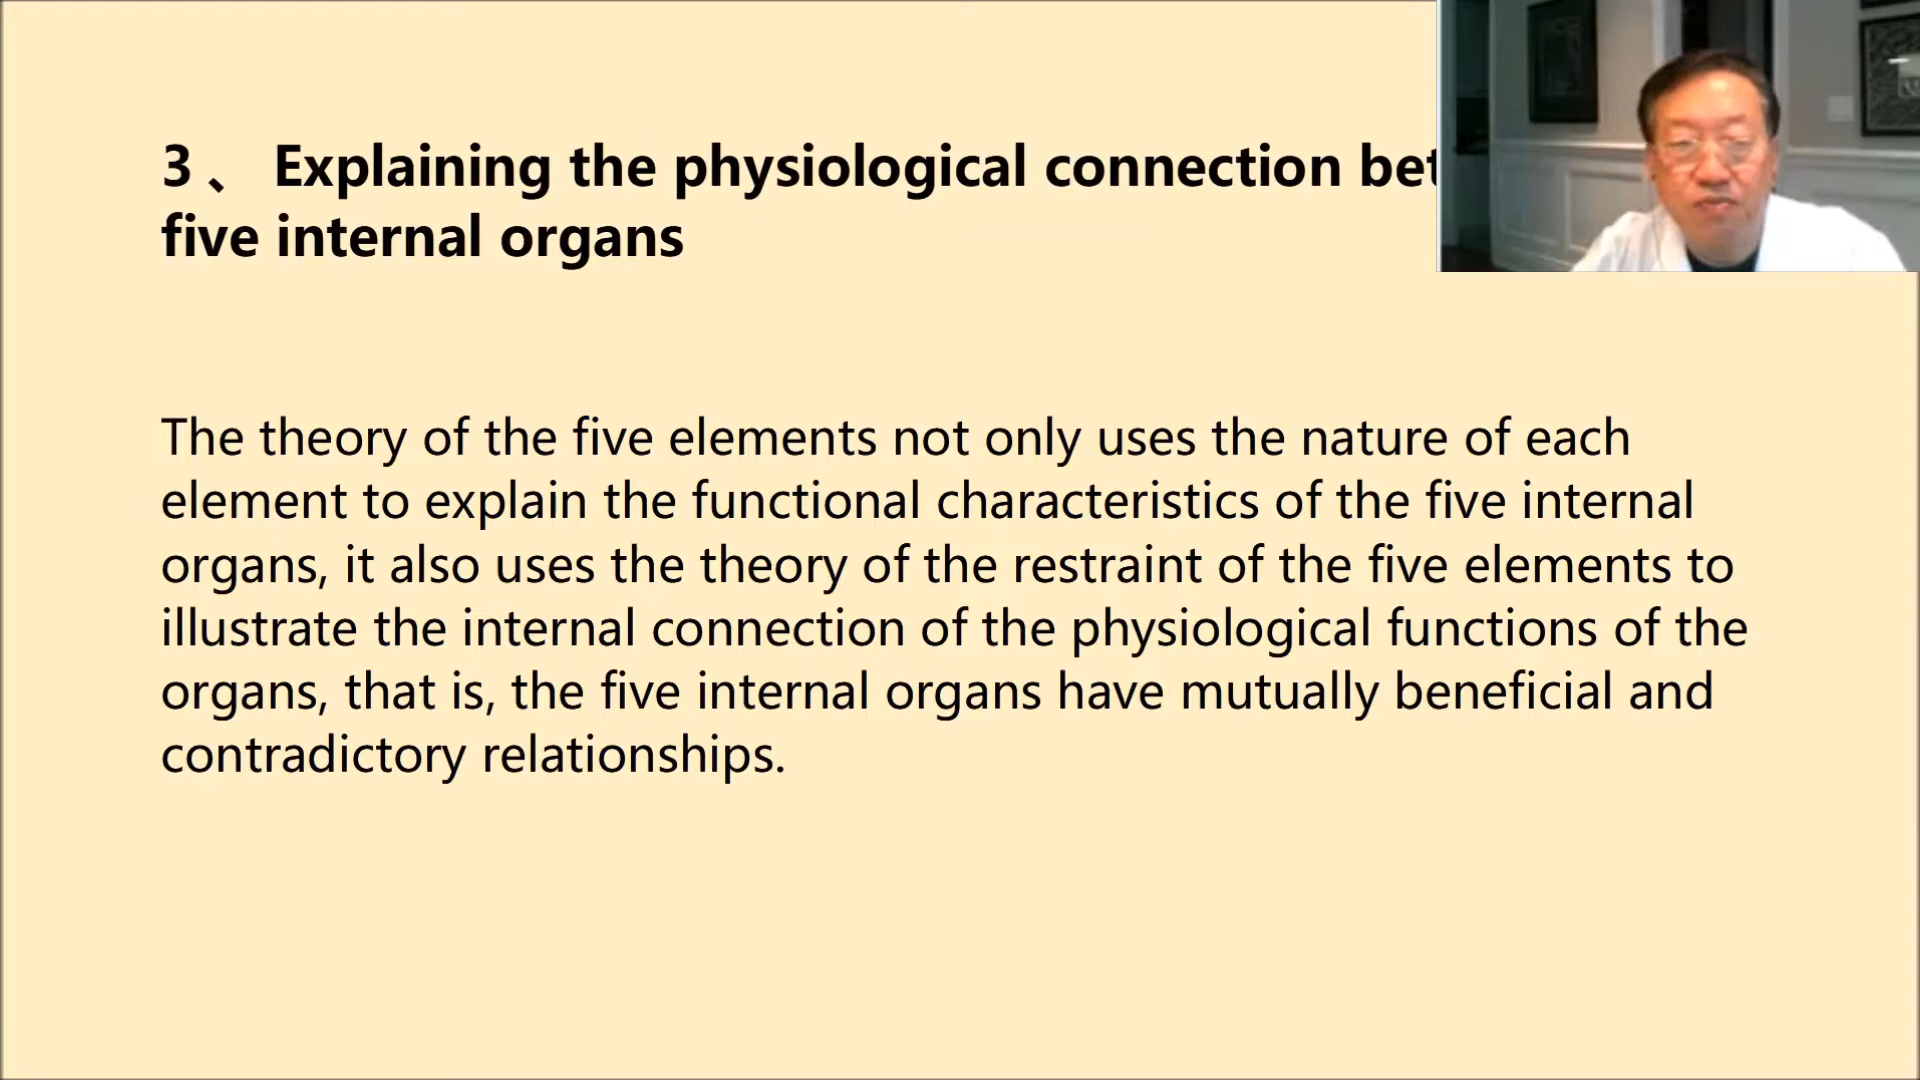 3 、 Explaining the physiological connection
five internal organs
The theory of the five elements not only uses the nature of each
element to explain the functional characteristics of the five internal
organs, it also uses the theory of the restraint of the five elements to
illustrate the internal connection of the physiological functions of the
organs, that is, the five internal organs have mutually beneficial and
contradictory relationships.